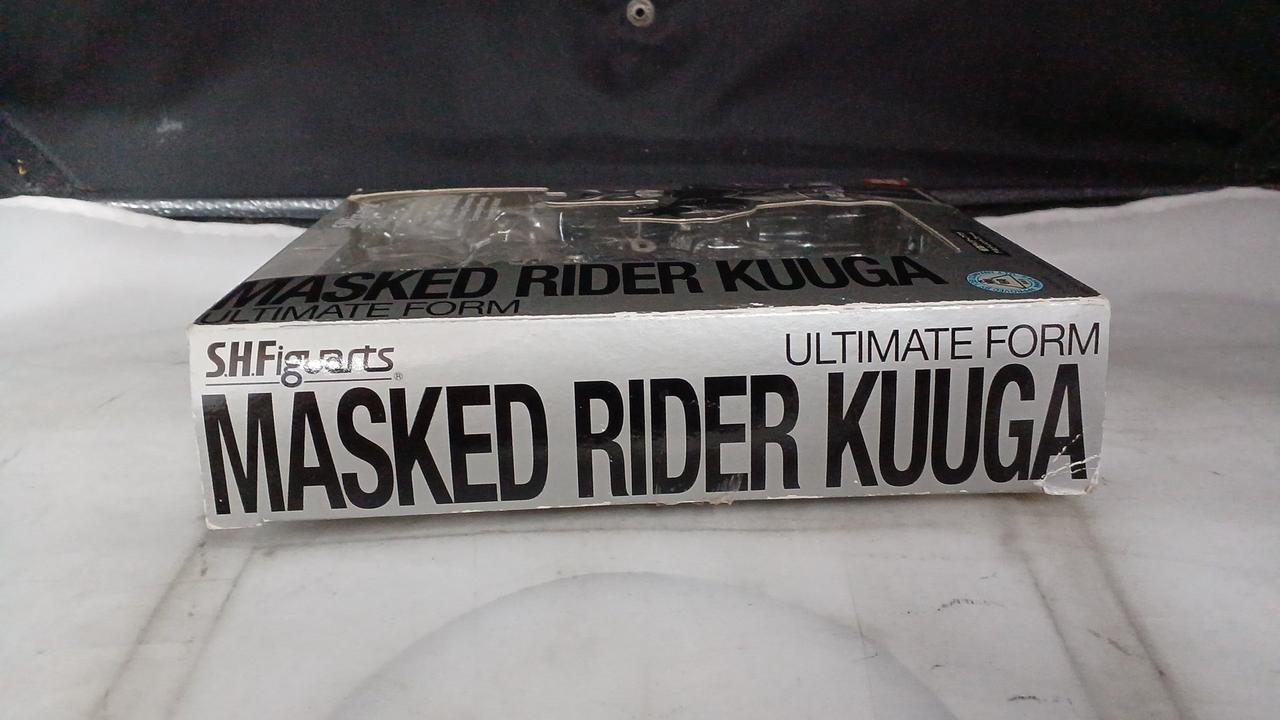 MASKED RIDER KUUGA
ULTIMATE FORM
S.H.Figuarts®
ULTIMATE FORM
MASKED RIDER KUUGA